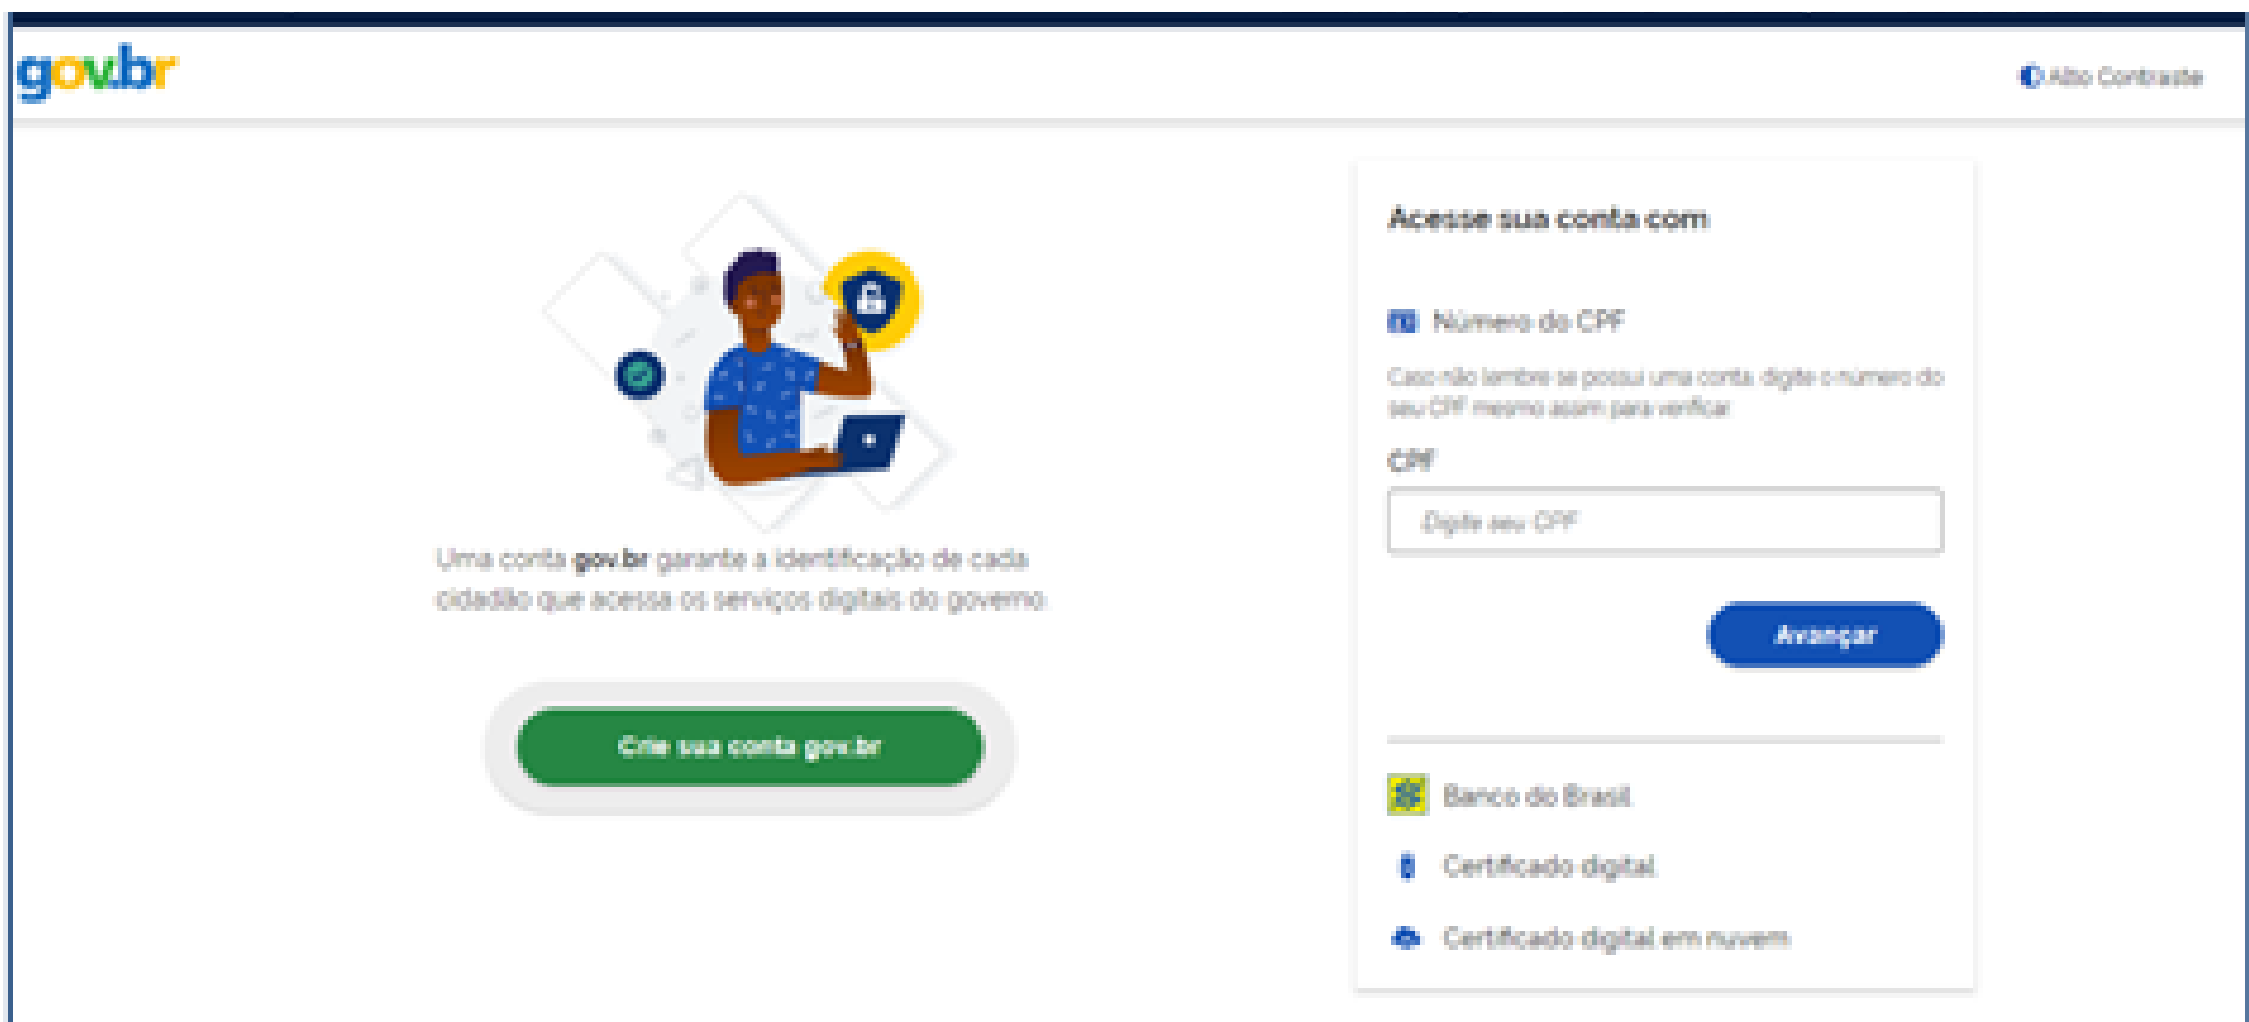 gov.br
Alto Contraste
Uma conta gov.br garante a identificação de cada
cidadão que acessa os serviços digitais do governo.
Crie sua conta gov.br
Acesse sua conta com
Número do CPF
Caso não lembre se possui uma conta, digite o número do
seu CPF mesmo assim para verificar.
CPF
Digite seu CPF
Avançar
Banco do Brasil
Certificado digital
Certificado digital em nuvem